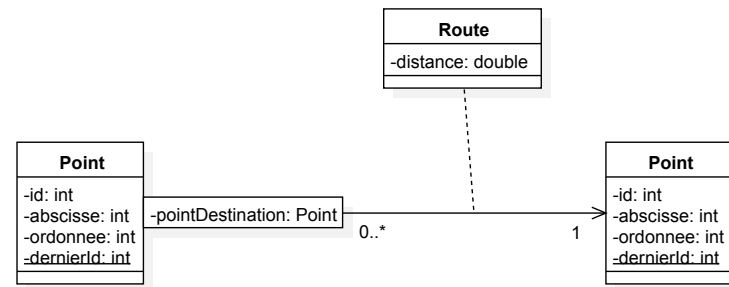 Route
-distance: double
Point
-id: int
-abscisse: int
-ordonnee: int
-dernierId: int
-pointDestination: Point
0..*
1
Point
-id: int
-abscisse: int
-ordonnee: int
-dernierId: int